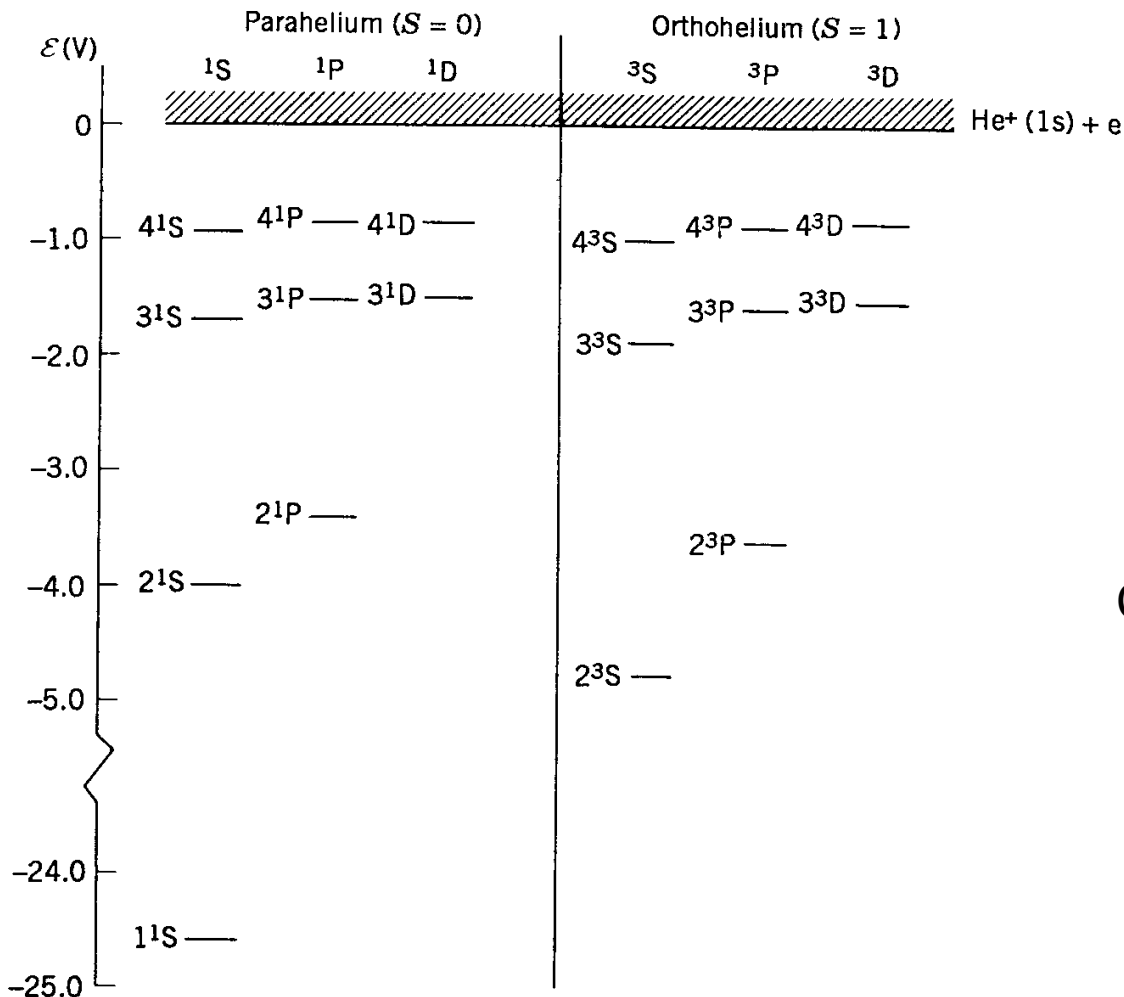 Parahelium (S = 0) Orthohelium (S = 1)
ℰ(V)
¹S ¹P ¹D ³S ³P ³D
0 He⁺ (1s) + e
4¹S 4¹P 4¹D 4³S 4³P 4³D
−1.0
3¹S 3¹P 3¹D 3³S 3³P 3³D
−2.0
−3.0
2¹P 2³P
−4.0 2¹S
2³S
−5.0
−24.0
1¹S
−25.0
(